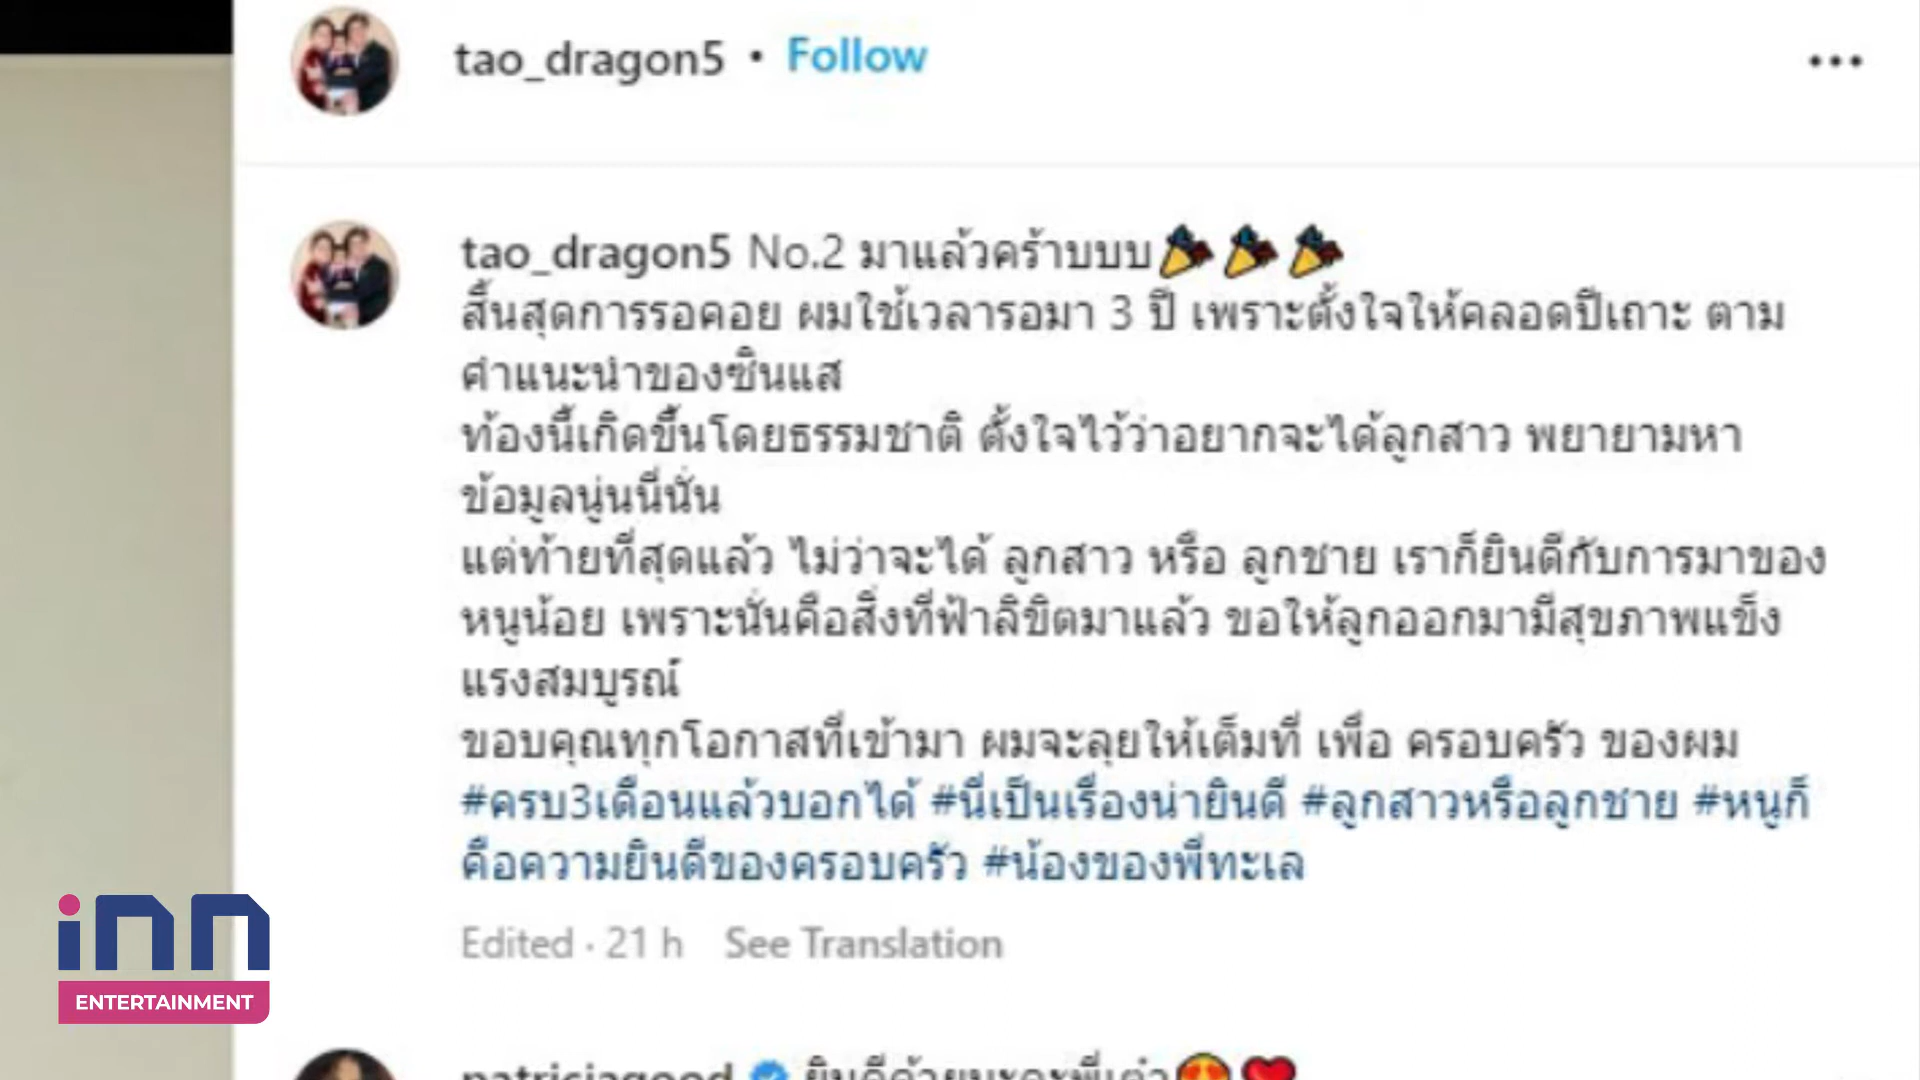 tao_dragon5 • Follow
tao_dragon5 No.2 มาแล้วคร้าบบบ🎉🎉🎉
สิ้นสุดการรอคอย ผมใช้เวลารอมา 3 ปี เพราะตั้งใจให้คลอดปีเถาะ ตาม
คำแนะนำของซินแส
ท้องนี้เกิดขึ้นโดยธรรมชาติ ตั้งใจไว้ว่าอยากจะได้ลูกสาว พยายามหา
ข้อมูลนู่นนี่นั่น
แต่ท้ายที่สุดแล้ว ไม่ว่าจะได้ ลูกสาว หรือ ลูกชาย เราก็ยินดีกับการมาของ
หนูน้อย เพราะนั่นคือสิ่งที่ฟ้าลิขิตมาแล้ว ขอให้ลูกออกมามีสุขภาพแข็ง
แรงสมบูรณ์
ขอบคุณทุกโอกาสที่เข้ามา ผมจะลุยให้เต็มที่ เพื่อ ครอบครัว ของผม
#ครบ3เดือนแล้วบอกได้ #นี่เป็นเรื่องน่ายินดี #ลูกสาวหรือลูกชาย #หนูก็
คือความยินดีของครอบครัว #น้องของพี่ทะเล
Edited · 21 h See Translation
inn
ENTERTAINMENT
patriciagood ยินดีด้วยนะคะพี่เต๋า😍❤️